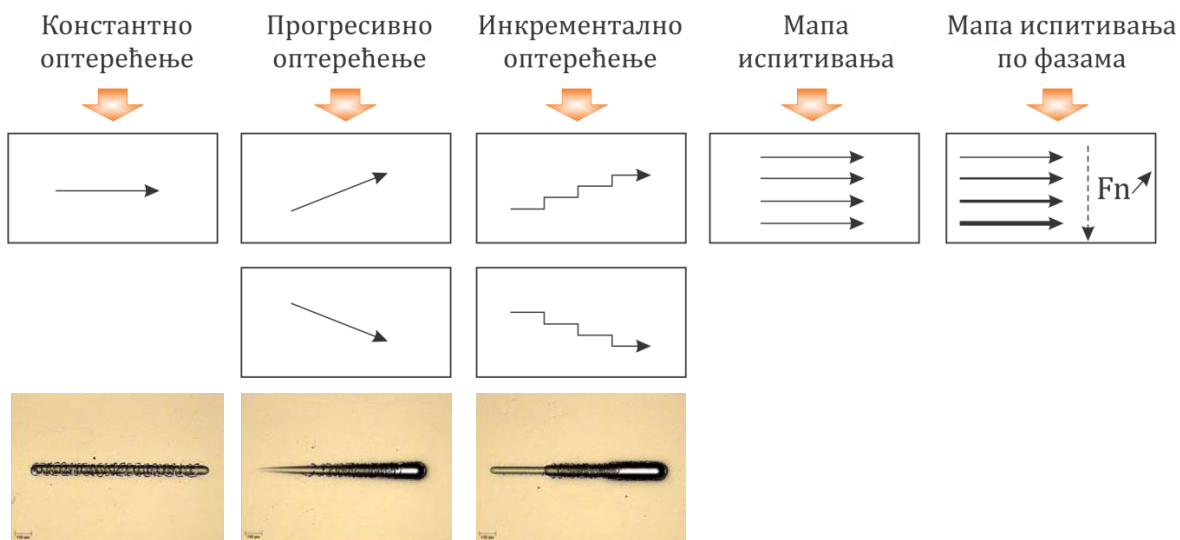 Константно
оптерећење
Прогресивно
оптерећење
Инкрементално
оптерећење
Мапа
испитивања
Мапа испитивања
по фазама
Fn